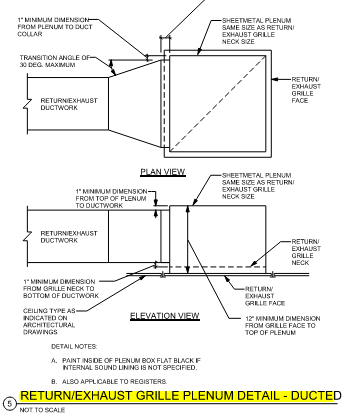 1" MINIMUM DIMENSION
FROM PLENUM TO DUCT
COLLAR
SHEETMETAL PLENUM
SAME SIZE AS RETURN/
EXHAUST GRILLE
NECK SIZE
TRANSITION ANGLE OF
30 DEG. MAXIMUM
RETURN/EXHAUST
DUCTWORK
RETURN/
EXHAUST
GRILLE
FACE
PLAN VIEW
1" MINIMUM DIMENSION
FROM TOP OF PLENUM
TO DUCTWORK
SHEETMETAL PLENUM
SAME SIZE AS RETURN/
EXHAUST GRILLE
NECK SIZE
RETURN/EXHAUST
DUCTWORK
RETURN/
EXHAUST
GRILLE
NECK
1" MINIMUM DIMENSION
FROM GRILLE NECK TO
BOTTOM OF DUCTWORK
RETURN/
EXHAUST
GRILLE FACE
CEILING TYPE AS
INDICATED ON
ARCHITECTURAL
DRAWINGS
ELEVATION VIEW
12" MINIMUM DIMENSION
FROM GRILLE FACE TO
TOP OF PLENUM
DETAIL NOTES:
A. PAINT INSIDE OF PLENUM BOX FLAT BLACK IF
INTERNAL SOUND LINING IS NOT SPECIFIED.
B. ALSO APPLICABLE TO REGISTERS.
5 RETURN/EXHAUST GRILLE PLENUM DETAIL - DUCTED
NOT TO SCALE